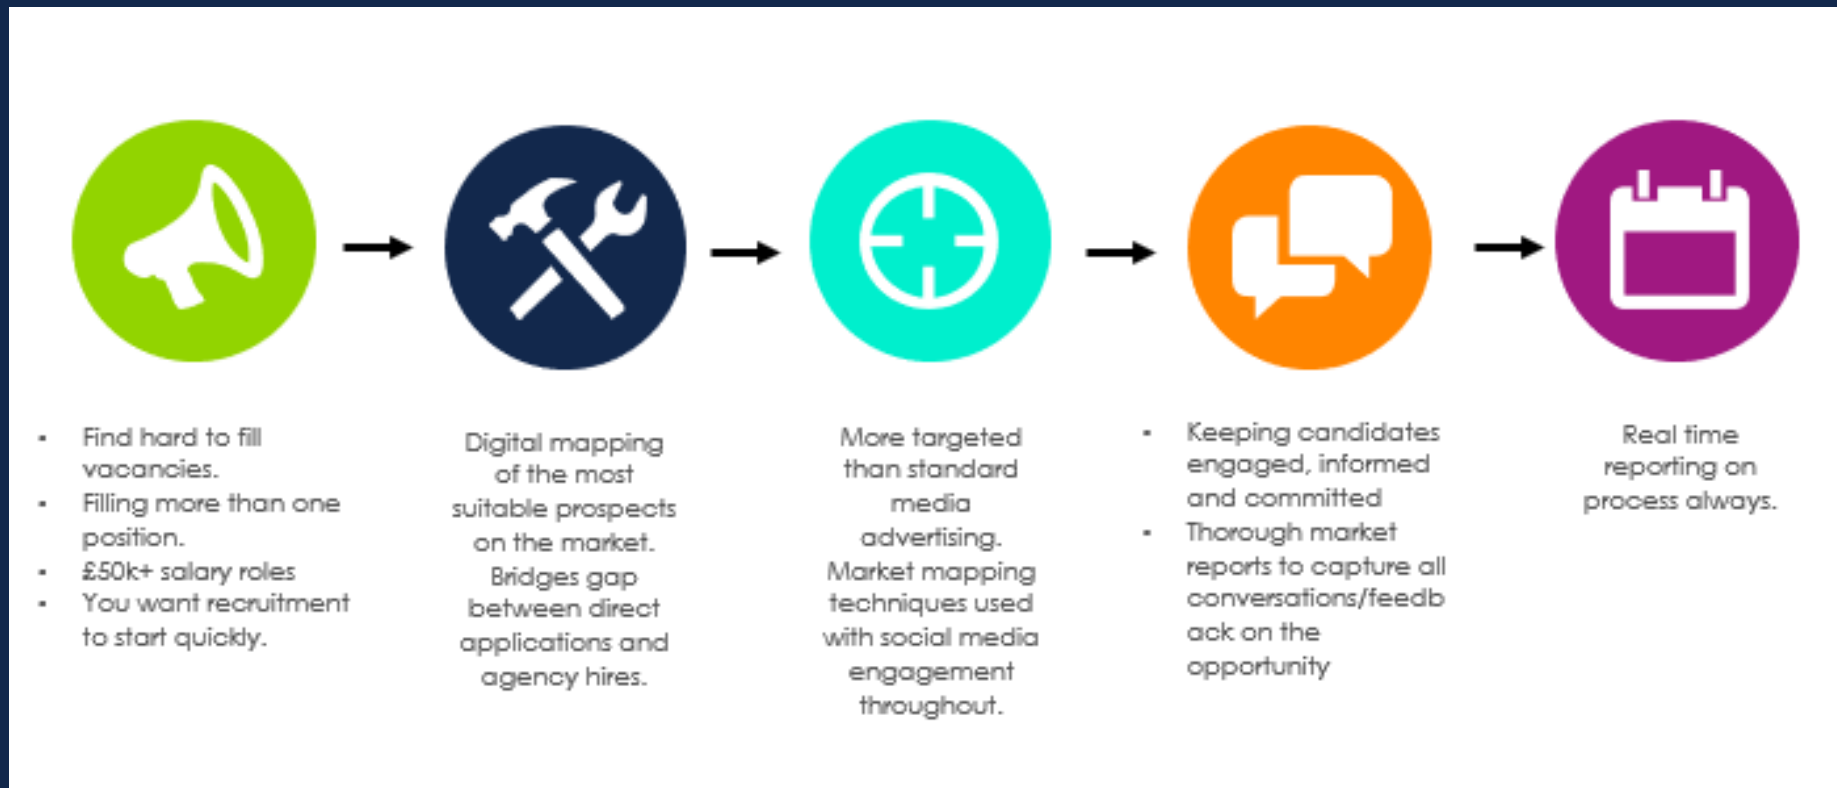 ▪ Find hard to fill
vacancies.
▪ Filling more than one
position.
▪ £50k+ salary roles
▪ You want recruitment
to start quickly.
Digital mapping
of the most
suitable prospects
on the market.
Bridges gap
between direct
applications and
agency hires.
More targeted
than standard
media
advertising.
Market mapping
techniques used
with social media
engagement
throughout.
▪ Keeping candidates
engaged, informed
and committed
▪ Thorough market
reports to capture all
conversations/feedb
ack on the
opportunity
Real time
reporting on
process always.